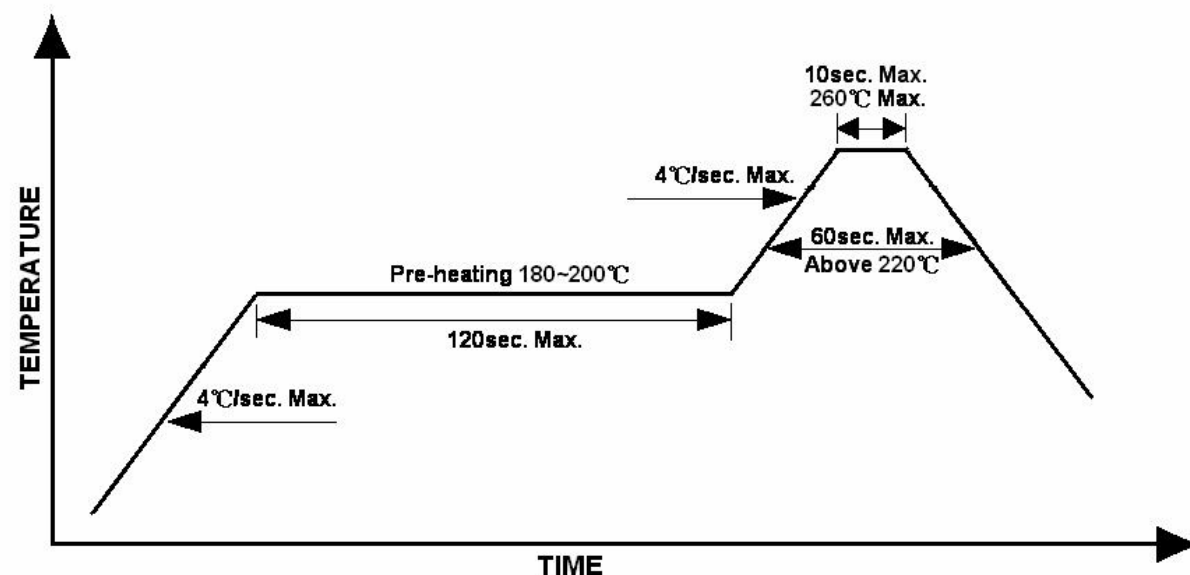 10sec. Max.
260℃ Max.
4℃/sec. Max.
60sec. Max.
Above 220℃
Pre-heating 180~200℃
120sec. Max.
4℃/sec. Max.
TEMPERATURE
TIME